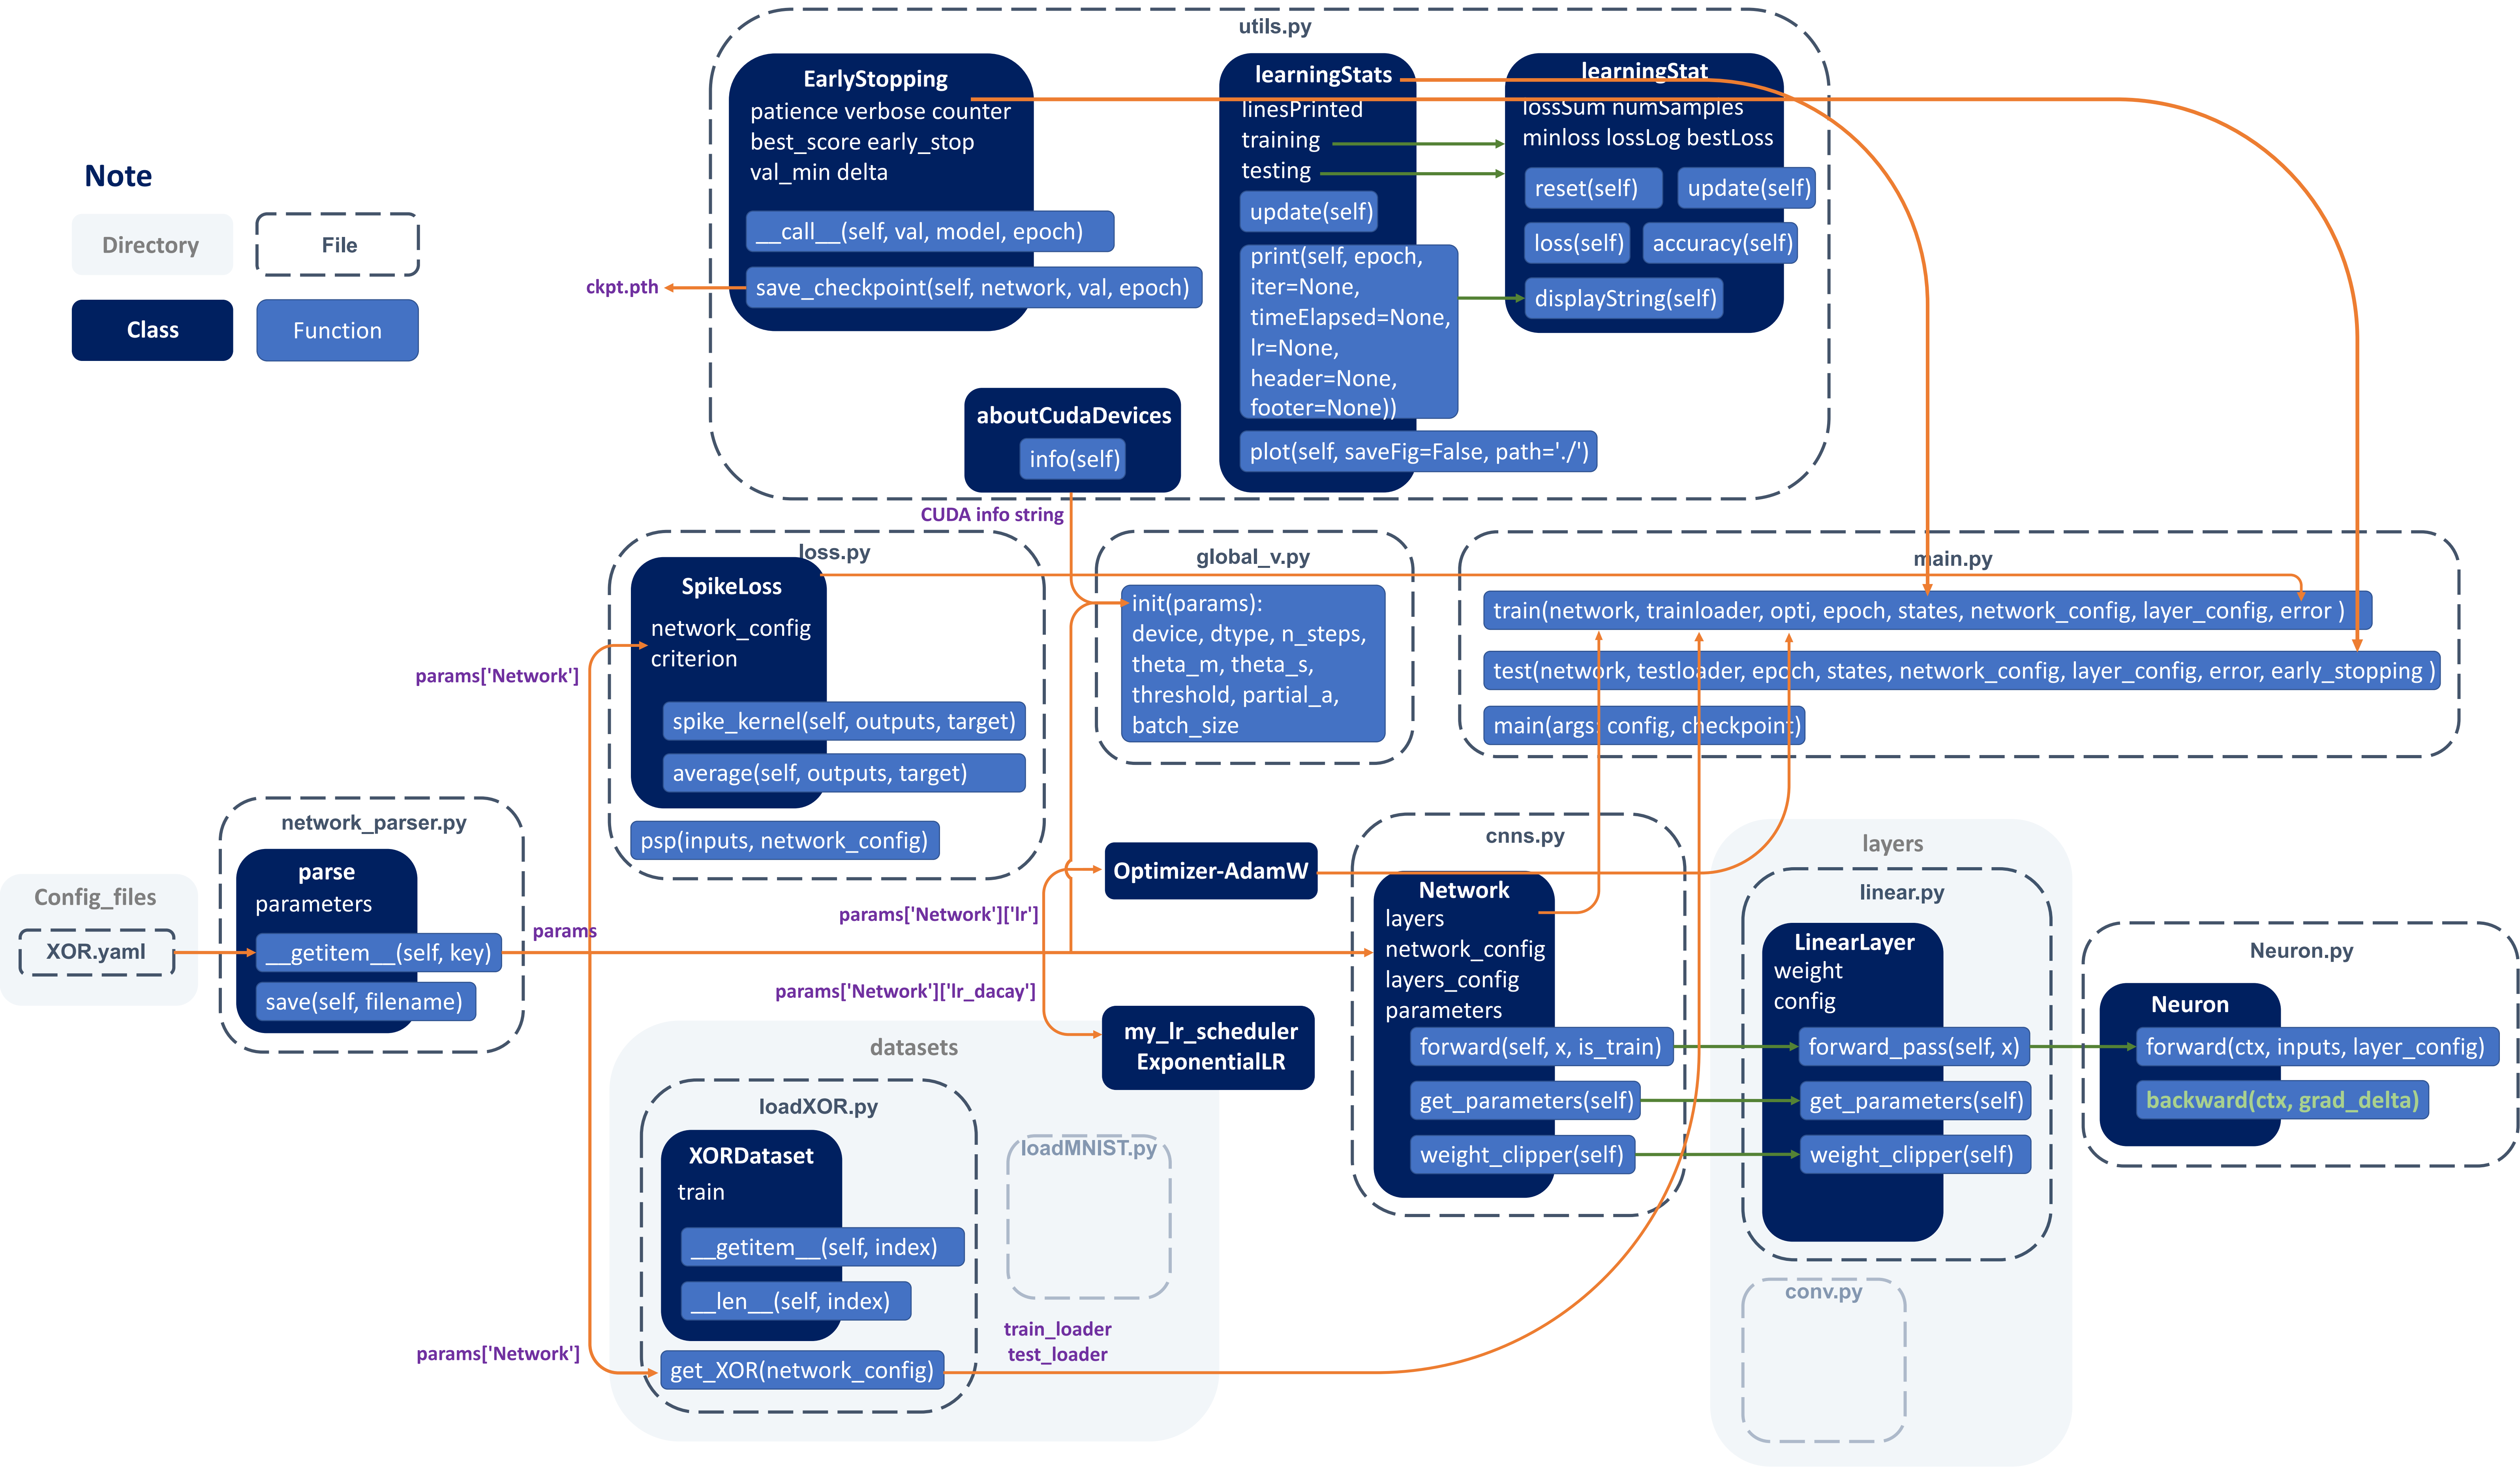 utils.py
EarlyStopping
patience verbose counter
best_score early_stop
val_min delta
__call__(self, val, model, epoch)
save_checkpoint(self, network, val, epoch)
ckpt.pth
learningStats
linesPrinted
training
testing
update(self)
print(self, epoch,
iter=None,
timeElapsed=None,
lr=None,
header=None,
footer=None))
plot(self, saveFig=False, path='./')
learningStat
lossSum numSamples
minloss lossLog bestLoss
reset(self)
update(self)
loss(self)
accuracy(self)
displayString(self)
aboutCudaDevices
info(self)
CUDA info string
Note
Directory
File
Class
Function
loss.py
SpikeLoss
network_config
criterion
spike_kernel(self, outputs, target)
average(self, outputs, target)
psp(inputs, network_config)
params['Network']
global_v.py
init(params):
device, dtype, n_steps,
theta_m, theta_s,
threshold, partial_a,
batch_size
main.py
train(network, trainloader, opti, epoch, states, network_config, layer_config, error )
test(network, testloader, epoch, states, network_config, layer_config, error, early_stopping )
main(args: config, checkpoint)
network_parser.py
parse
parameters
__getitem__(self, key)
save(self, filename)
params
Config_files
XOR.yaml
Optimizer-AdamW
params['Network']['lr']
params['Network']['lr_dacay']
my_lr_scheduler
ExponentialLR
cnns.py
Network
layers
network_config
layers_config
parameters
forward(self, x, is_train)
get_parameters(self)
weight_clipper(self)
layers
linear.py
LinearLayer
weight
config
forward_pass(self, x)
get_parameters(self)
weight_clipper(self)
conv.py
Neuron.py
Neuron
forward(ctx, inputs, layer_config)
backward(ctx, grad_delta)
datasets
loadXOR.py
XORDataset
train
__getitem__(self, index)
__len__(self, index)
get_XOR(network_config)
params['Network']
loadMNIST.py
train_loader
test_loader